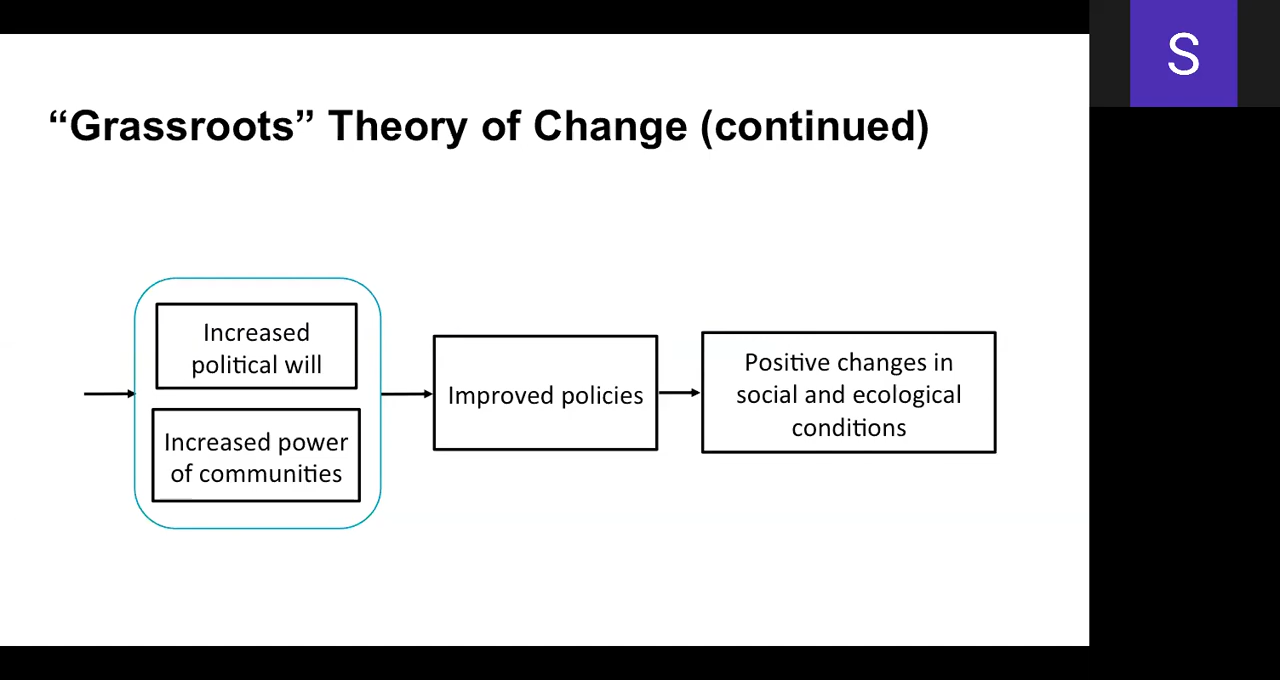 “Grassroots” Theory of Change (continued)
Increased
political will
Increased power
of communities
Improved policies
Positive changes in
social and ecological
conditions
S